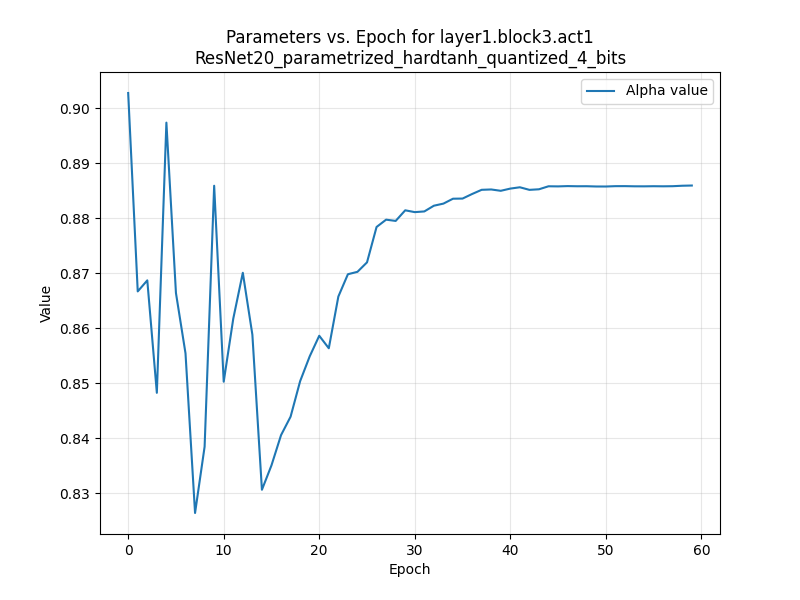 Parameters vs. Epoch for layer1.block3.act1
ResNet20_parametrized_hardtanh_quantized_4_bits
Alpha value
0.90
0.89
0.88
0.87
0.86
0.85
0.84
0.83
Value
0 10 20 30 40 50 60
Epoch